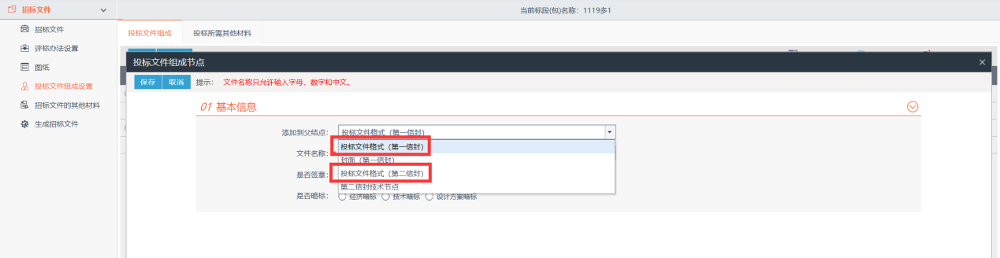 招标文件
当前标段(包)名称: 1119多1
招标文件
评标办法设置
图纸
投标文件组成设置
招标文件的其他材料
生成招标文件
投标文件组成
投标所需其他材料
投标文件组成节点
保存
取消
提示: 文件名称只允许输入字母、数字和中文。
01 基本信息
添加到父结点:
投标文件格式（第一信封）
投标文件格式（第一信封）
文件名称:
封面（第一信封）
是否签章:
投标文件格式（第二信封）
第二信封技术节点
是否暗标:
经济暗标
技术暗标
设计方案暗标